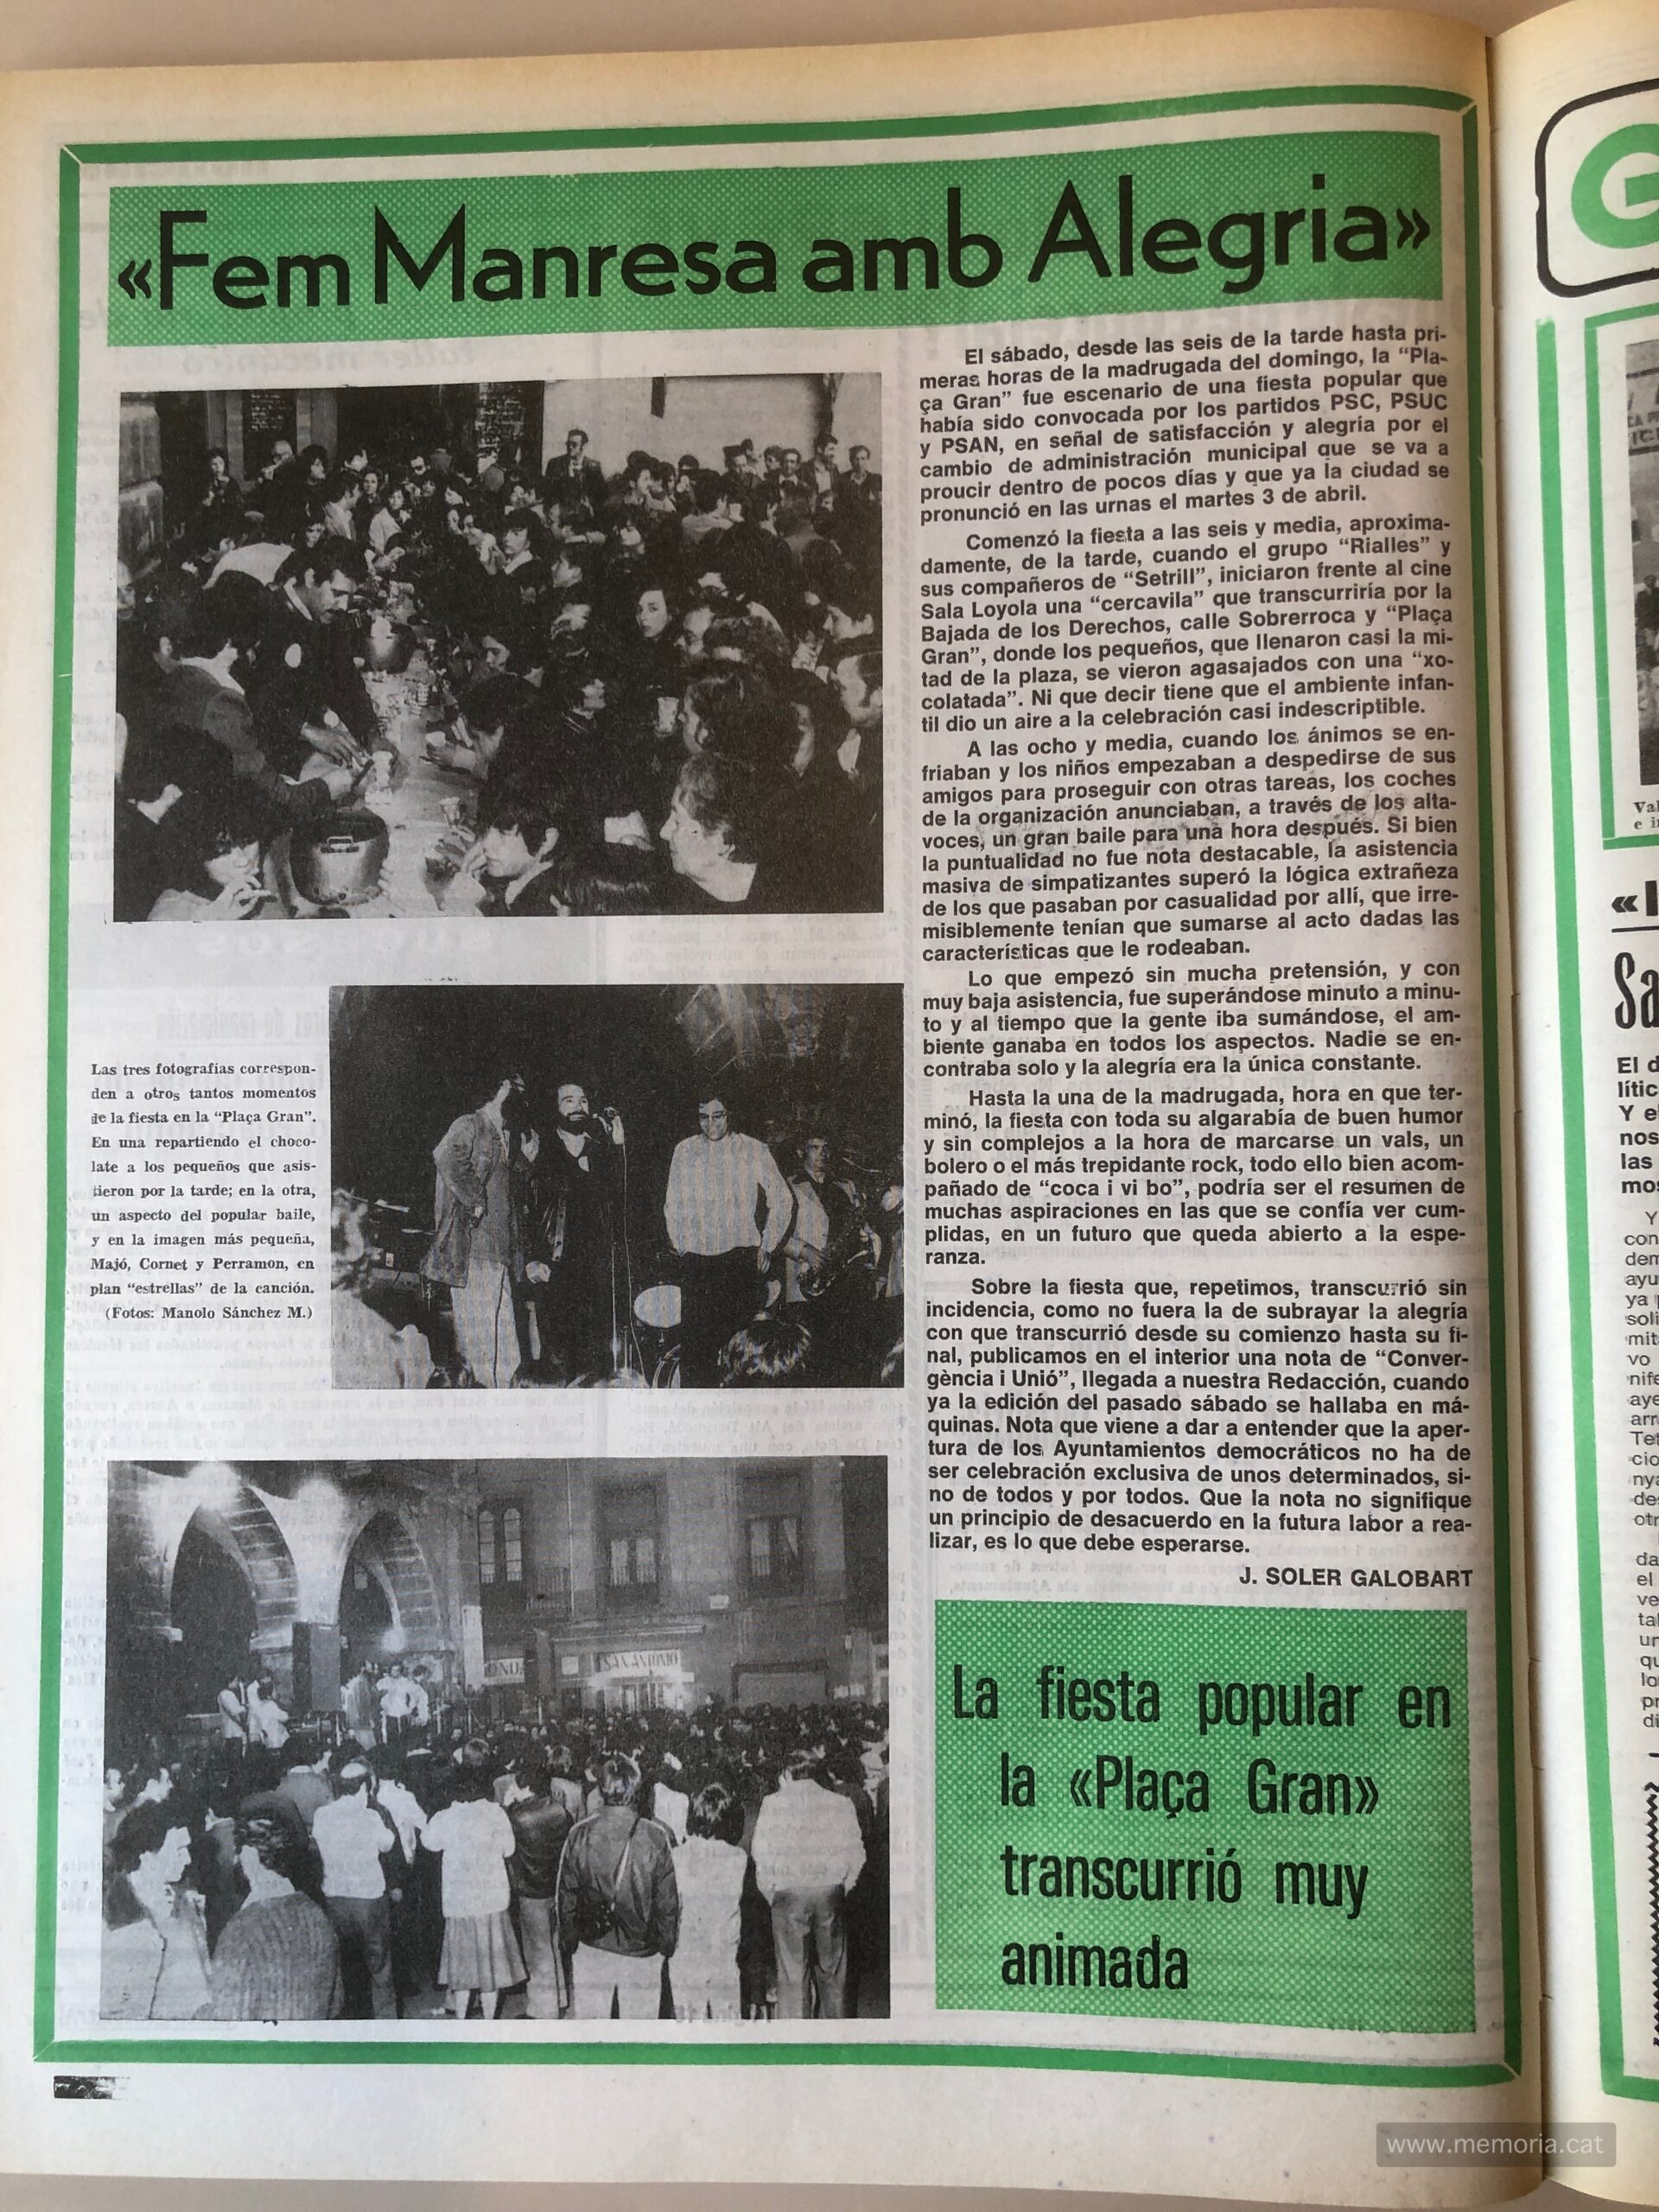 «Fem Manresa amb Alegria»
El sábado, desde las seis de la tarde hasta pri-
meras horas de la madrugada del domingo, la “Pla-
ça Gran” fue escenario de una fiesta popular que
había sido convocada por los partidos PSC, PSUC
y PSAN, en señal de satisfacción y alegría por el
cambio de administración municipal que se va a
proucir dentro de pocos días y que ya la ciudad se
pronunció en las urnas el martes 3 de abril.
Comenzó la fiesta a las seis y media, aproxima-
damente, de la tarde, cuando el grupo “Rialles” y
sus compañeros de “Setrill”, iniciaron frente al cine
Sala Loyola una “cercavila” que transcurriría por la
Bajada de los Derechos, calle Sobrerroca y “Plaça
Gran”, donde los pequeños, que llenaron casi la mi-
tad de la plaza, se vieron agasajados con una “xo-
colatada”. Ni que decir tiene que el ambiente infan-
til dio un aire a la celebración casi indescriptible.
A las ocho y media, cuando los ánimos se en-
friaban y los niños empezaban a despedirse de sus
amigos para proseguir con otras tareas, los coches
de la organización anunciaban, a través de los alta-
voces, un gran baile para una hora después. Si bien
la puntualidad no fue nota destacable, la asistencia
masiva de simpatizantes superó la lógica extrañeza
de los que pasaban por casualidad por allí, que irre-
misiblemente tenían que sumarse al acto dadas las
características que le rodeaban.
Lo que empezó sin mucha pretensión, y con
muy baja asistencia, fue superándose minuto a minu-
to y al tiempo que la gente iba sumándose, el am-
biente ganaba en todos los aspectos. Nadie se en-
contraba solo y la alegría era la única constante.
Hasta la una de la madrugada, hora en que ter-
minó, la fiesta con toda su algarabía de buen humor
y sin complejos a la hora de marcarse un vals, un
bolero o el más trepidante rock, todo ello bien acom-
pañado de “coca i vi bo”, podría ser el resumen de
muchas aspiraciones en las que se confía ver cum-
plidas, en un futuro que queda abierto a la espe-
ranza.
Sobre la fiesta que, repetimos, transcurrió sin
incidencia, como no fuera la de subrayar la alegría
con que transcurrió desde su comienzo hasta su fi-
nal, publicamos en el interior una nota de “Conver-
gència i Unió”, llegada a nuestra Redacción, cuando
ya la edición del pasado sábado se hallaba en má-
quinas. Nota que viene a dar a entender que la aper-
tura de los Ayuntamientos democráticos no ha de
ser celebración exclusiva de unos determinados, si-
no de todos y por todos. Que la nota no signifique
un principio de desacuerdo en la futura labor a rea-
lizar, es lo que debe esperarse.
J. SOLER GALOBART
Las tres fotografías correspon-
den a otros tantos momentos
de la fiesta en la “Plaça Gran”.
En una repartiendo el choco-
late a los pequeños que asis-
tieron por la tarde; en la otra,
un aspecto del popular baile,
y en la imagen más pequeña,
Majó, Cornet y Perramon, en
plan “estrellas” de la canción.
(Fotos: Manolo Sánchez M.)
SAN ANTONIO
La fiesta popular en
la «Plaça Gran»
transcurrió muy
animada
www.memoria.cat